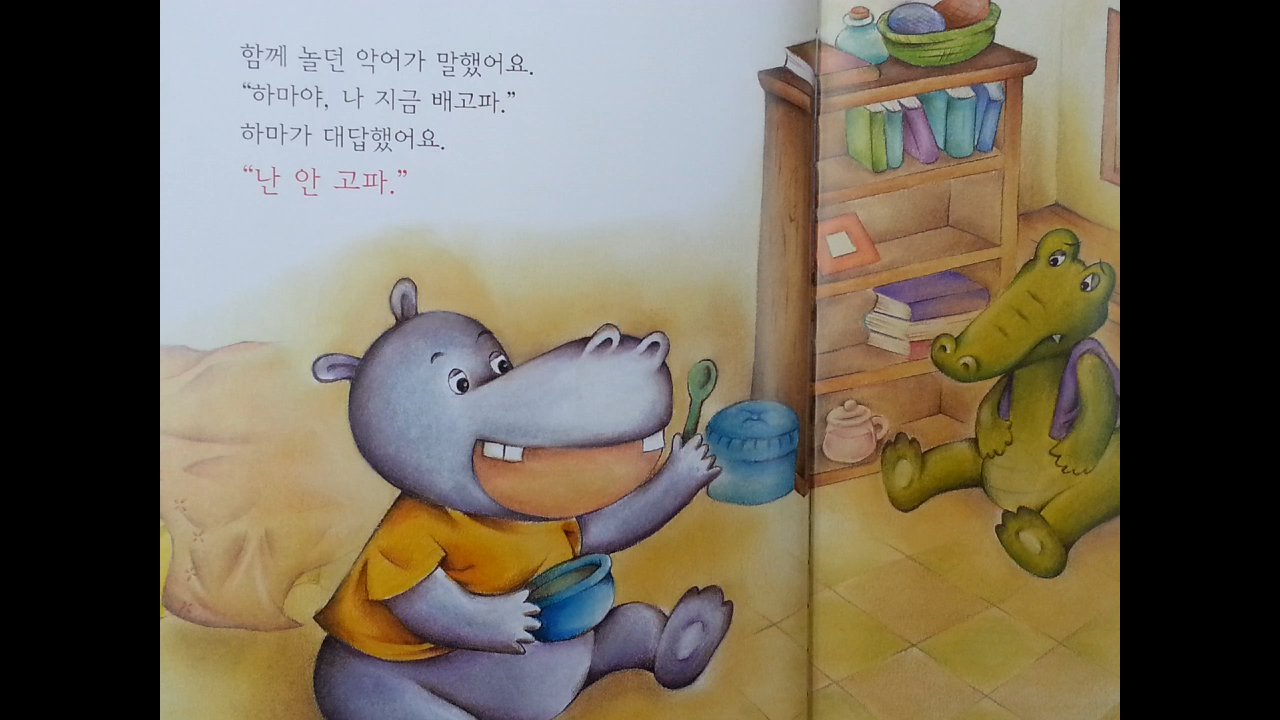 함께 놀던 악어가 말했어요.
“하마야, 나 지금 배고파.”
하마가 대답했어요.
“난 안 고파.”